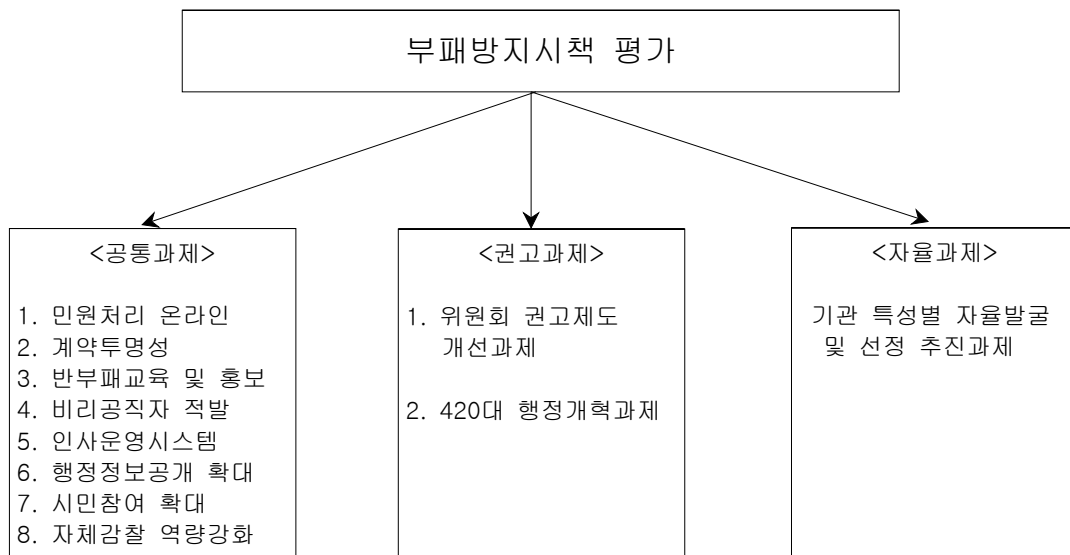 부패방지시책 평가
<공통과제>
1. 민원처리 온라인
2. 계약투명성
3. 반부패교육 및 홍보
4. 비리공직자 적발
5. 인사운영시스템
6. 행정정보공개 확대
7. 시민참여 확대
8. 자체감찰 역량강화
<권고과제>
1. 위원회 권고제도
개선과제
2. 420대 행정개혁과제
<자율과제>
기관 특성별 자율발굴
및 선정 추진과제